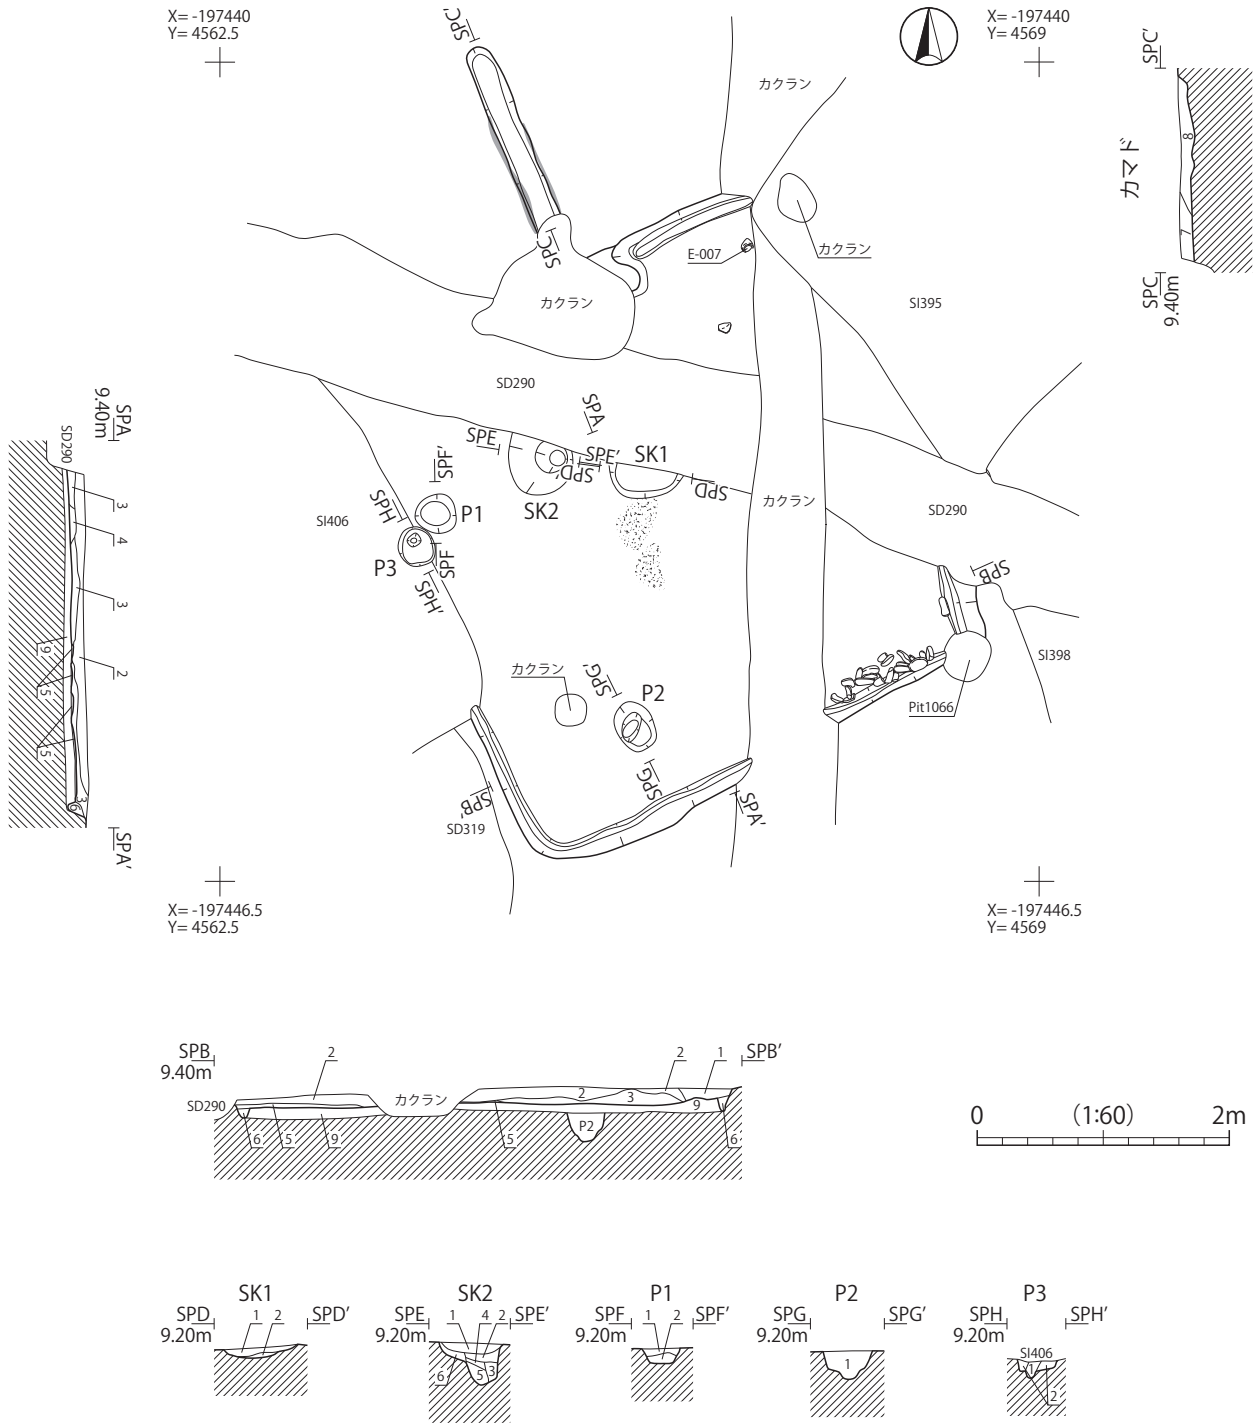 X= -197440
Y= 4562.5
SPC'
カクラン
X= -197440
Y= 4569
SPC'
カマド
8
7
SPC
9.40m
SPC
E-007
カクラン
カクラン
SI395
SD290
SPA
9.40m
SD290
3
4
3
9
2
5
5
3
6
SPA'
SPA
SPE
SPE'
SK1
SPD'
SPD
SPF'
SK2
カクラン
SD290
SPH
SI406
P1
P3
SPF
SPH'
SPB
SI398
カクラン
SPG'
P2
Pit1066
SPG
SPB'
SPA'
SD319
X= -197446.5
Y= 4562.5
X= -197446.5
Y= 4569
SPB
9.40m
2
2
1
SPB'
SD290
カクラン
2
3
9
6
5
9
5
P2
6
0
(1:60)
2m
SK1
SPD
9.20m
1
2
SPD'
SK2
SPE
9.20m
1
4
2
SPE'
6
5
3
P1
SPF
9.20m
1
2
SPF'
P2
SPG
9.20m
SPG'
1
P3
SPH
9.20m
SPH'
SI406
1
2